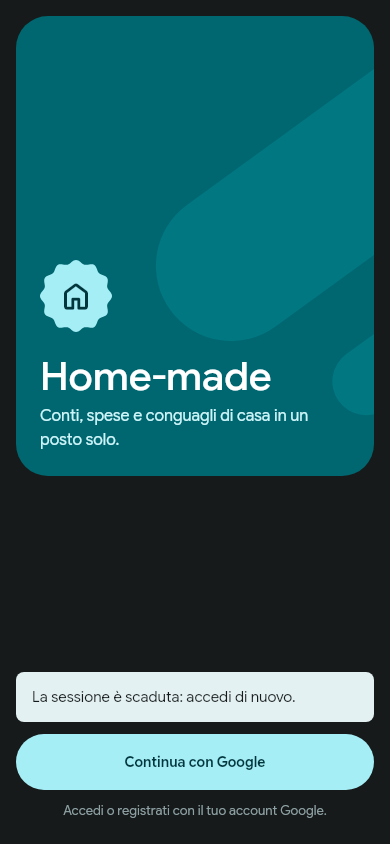 Home-made
Conti, spese e conguagli di casa in un
posto solo.
La sessione è scaduta: accedi di nuovo.
Continua con Google
Accedi o registrati con il tuo account Google.